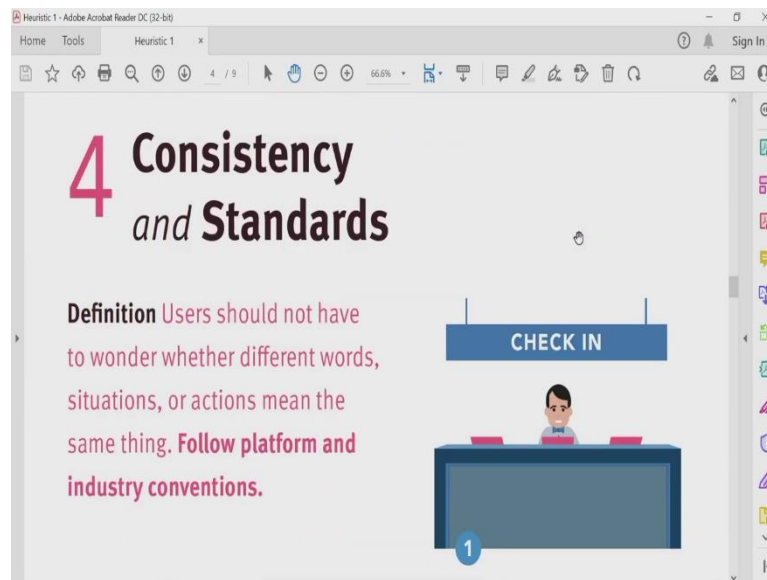 Heuristic 1 - Adobe Acrobat Reader DC (32-bit)
Home Tools Heuristic 1 x Sign In
4 / 9 66.6%
4 Consistency
and Standards
Definition Users should not have
to wonder whether different words,
situations, or actions mean the
same thing. Follow platform and
industry conventions.
CHECK IN
1